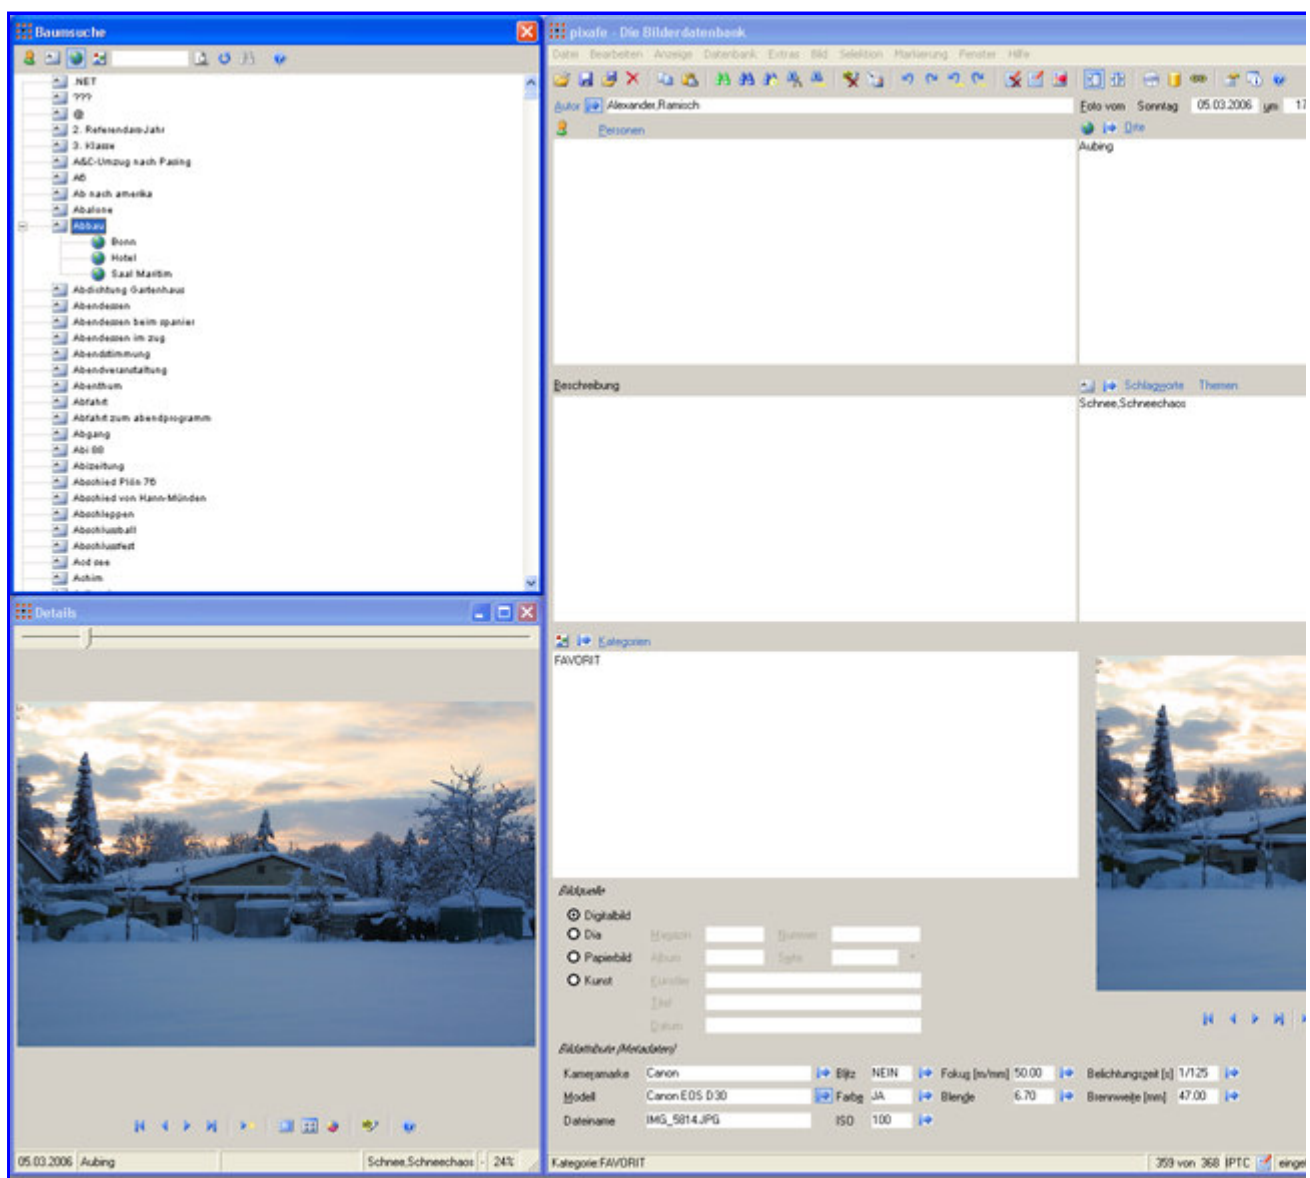 Baumsuche
.NET
???
@
2. Referendars-Jahr
3. Klasse
A&C-Umzug nach Pasing
A6
Ab nach amerika
Abalone
Abbau
Bonn
Hotel
Saal Maritim
Abdichtung Gartenhaus
Abendessen
Abendessen beim spanier
Abendessen im zug
Abendstimmung
Abendveranstaltung
Abenthum
Abfahrt
Abfahrt zum abendprogramm
Abgang
Abi 88
Abizeitung
Abschied Plön 76
Abschied von Hann-Münden
Abschleppen
Abschlussball
Abschlussfest
Acd see
Achim
Details
05.03.2006 Aubing Schnee,Schneechaos - 24%
pixafe - Die Bilderdatenbank
Datei Bearbeiten Anzeige Datenbank Extras Bild Selektion Markierung Fenster Hilfe
Autor Alexander,Ramisch Foto vom Sonntag 05.03.2006 um 17
Personen Orte
Aubing
Beschreibung Schlagworte Themen
Schnee,Schneechaos
Kategorien
FAVORIT
Bildquelle
Digitalbild
Dia Magazin Nummer
Papierbild Album Seite
Kunst Künstler
Titel
Datum
Bildattribute (Metadaten)
Kameramarke Canon Blitz NEIN Fokus [m/mm] 50.00 Belichtungszeit [s] 1/125
Modell Canon EOS D30 Farbe JA Blende 6.70 Brennweite [mm] 47.00
Dateiname IMG_5814.JPG ISO 100
Kategorie:FAVORIT 359 von 368 IPTC einge